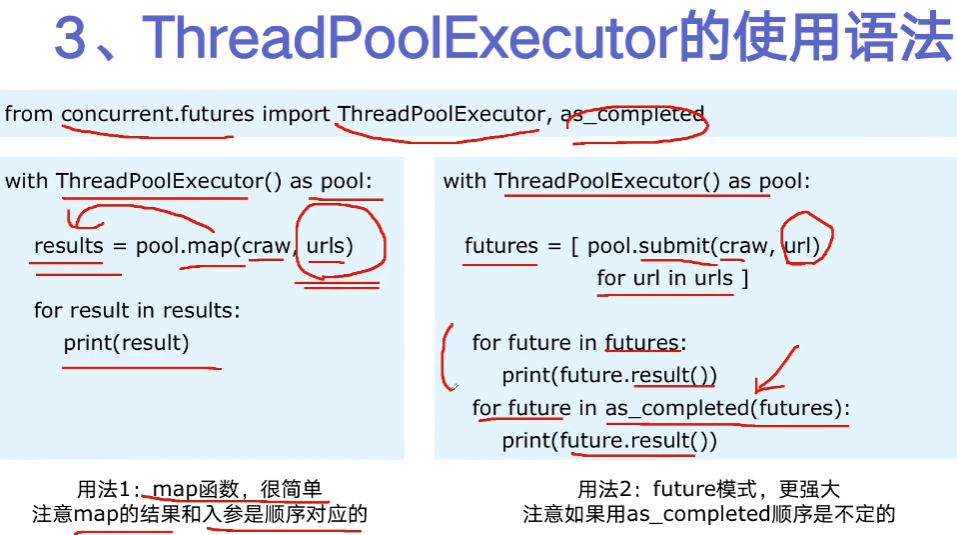 3、ThreadPoolExecutor的使用语法
from concurrent.futures import ThreadPoolExecutor, as_completed
with ThreadPoolExecutor() as pool:
results = pool.map(craw, urls)
for result in results:
print(result)
用法1：map函数，很简单
注意map的结果和入参是顺序对应的
with ThreadPoolExecutor() as pool:
futures = [ pool.submit(craw, url)
for url in urls ]
for future in futures:
print(future.result())
for future in as_completed(futures):
print(future.result())
用法2：future模式，更强大
注意如果用as_completed顺序是不定的